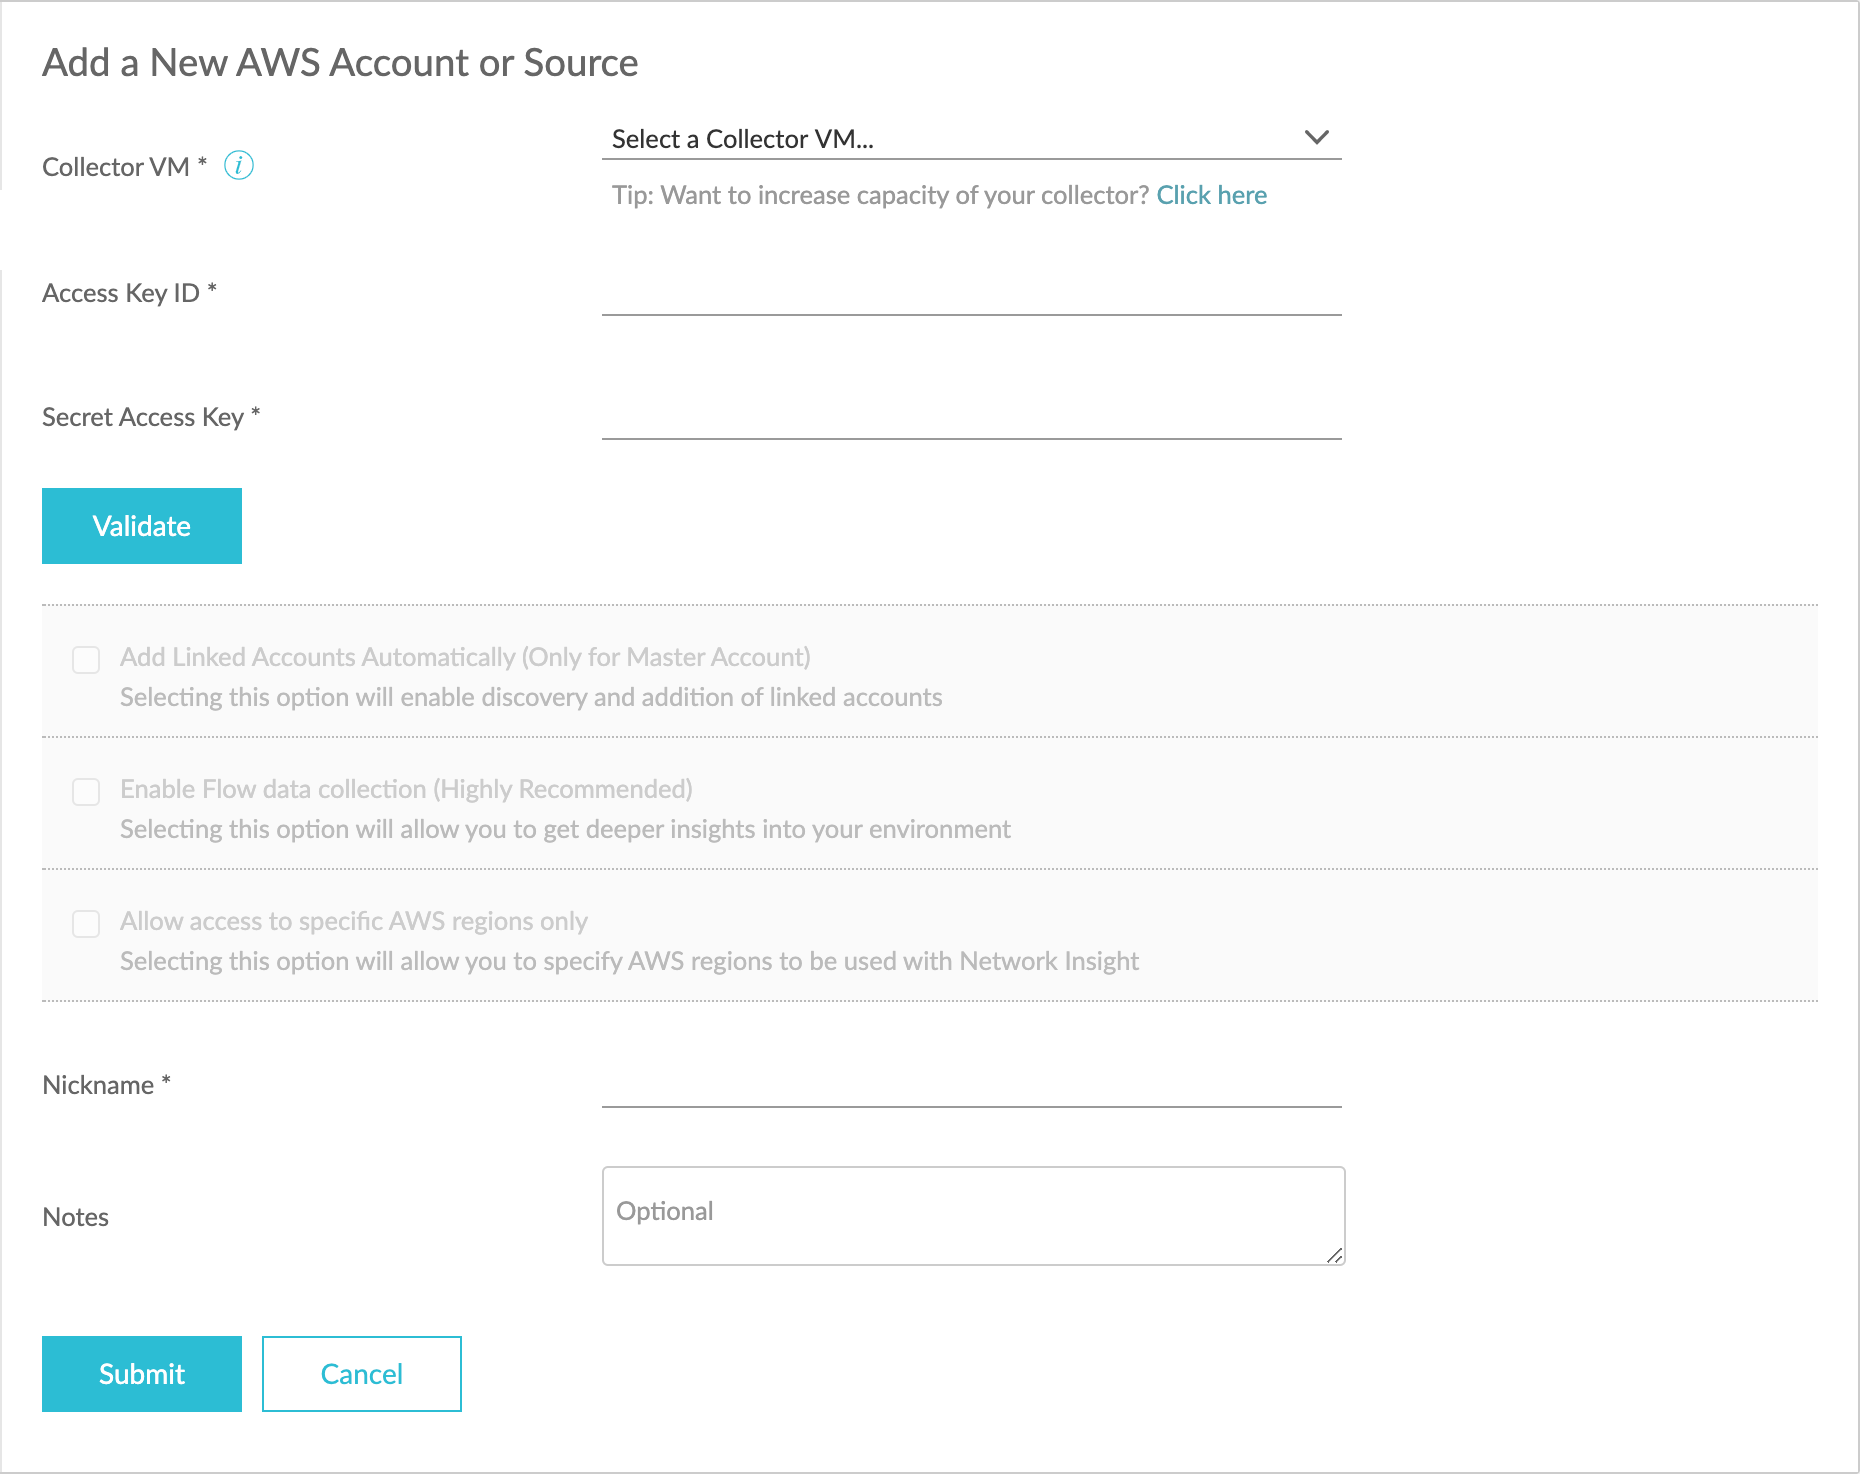 Add a New AWS Account or Source
Select a Collector VM...
Collector VM * i
Tip: Want to increase capacity of your collector? Click here
Access Key ID *
Secret Access Key *
Validate
Add Linked Accounts Automatically (Only for Master Account)
Selecting this option will enable discovery and addition of linked accounts
Enable Flow data collection (Highly Recommended)
Selecting this option will allow you to get deeper insights into your environment
Allow access to specific AWS regions only
Selecting this option will allow you to specify AWS regions to be used with Network Insight
Nickname *
Notes
Optional
Submit
Cancel